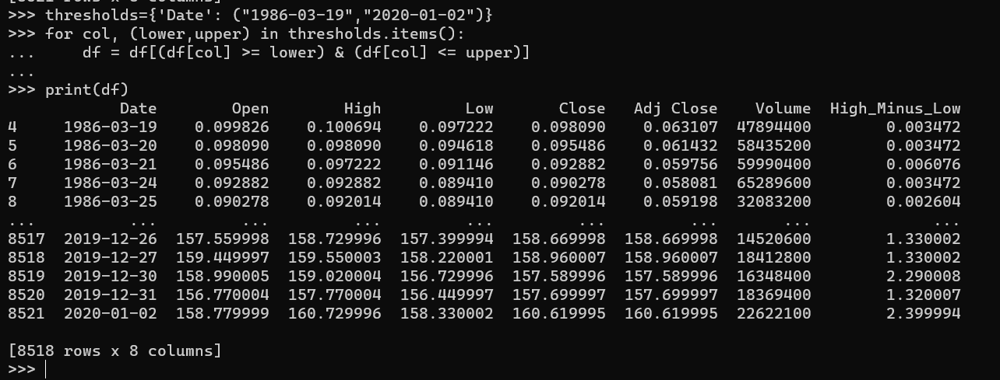 >>> thresholds={'Date': ("1986-03-19","2020-01-02")}
>>> for col, (lower,upper) in thresholds.items():
...     df = df[(df[col] >= lower) & (df[col] <= upper)]
...
>>> print(df)
            Date        Open        High         Low       Close   Adj Close    Volume  High_Minus_Low
4     1986-03-19    0.099826    0.100694    0.097222    0.098090    0.063107  47894400        0.003472
5     1986-03-20    0.098090    0.098090    0.094618    0.095486    0.061432  58435200        0.003472
6     1986-03-21    0.095486    0.097222    0.091146    0.092882    0.059756  59990400        0.006076
7     1986-03-24    0.092882    0.092882    0.089410    0.090278    0.058081  65289600        0.003472
8     1986-03-25    0.090278    0.092014    0.089410    0.092014    0.059198  32083200        0.002604
...          ...         ...         ...         ...         ...         ...       ...             ...
8517  2019-12-26  157.559998  158.729996  157.399994  158.669998  158.669998  14520600        1.330002
8518  2019-12-27  159.449997  159.550003  158.220001  158.960007  158.960007  18412800        1.330002
8519  2019-12-30  158.990005  159.020004  156.729996  157.589996  157.589996  16348400        2.290008
8520  2019-12-31  156.770004  157.770004  156.449997  157.699997  157.699997  18369400        1.320007
8521  2020-01-02  158.779999  160.729996  158.330002  160.619995  160.619995  22622100        2.399994
[8518 rows x 8 columns]
>>>